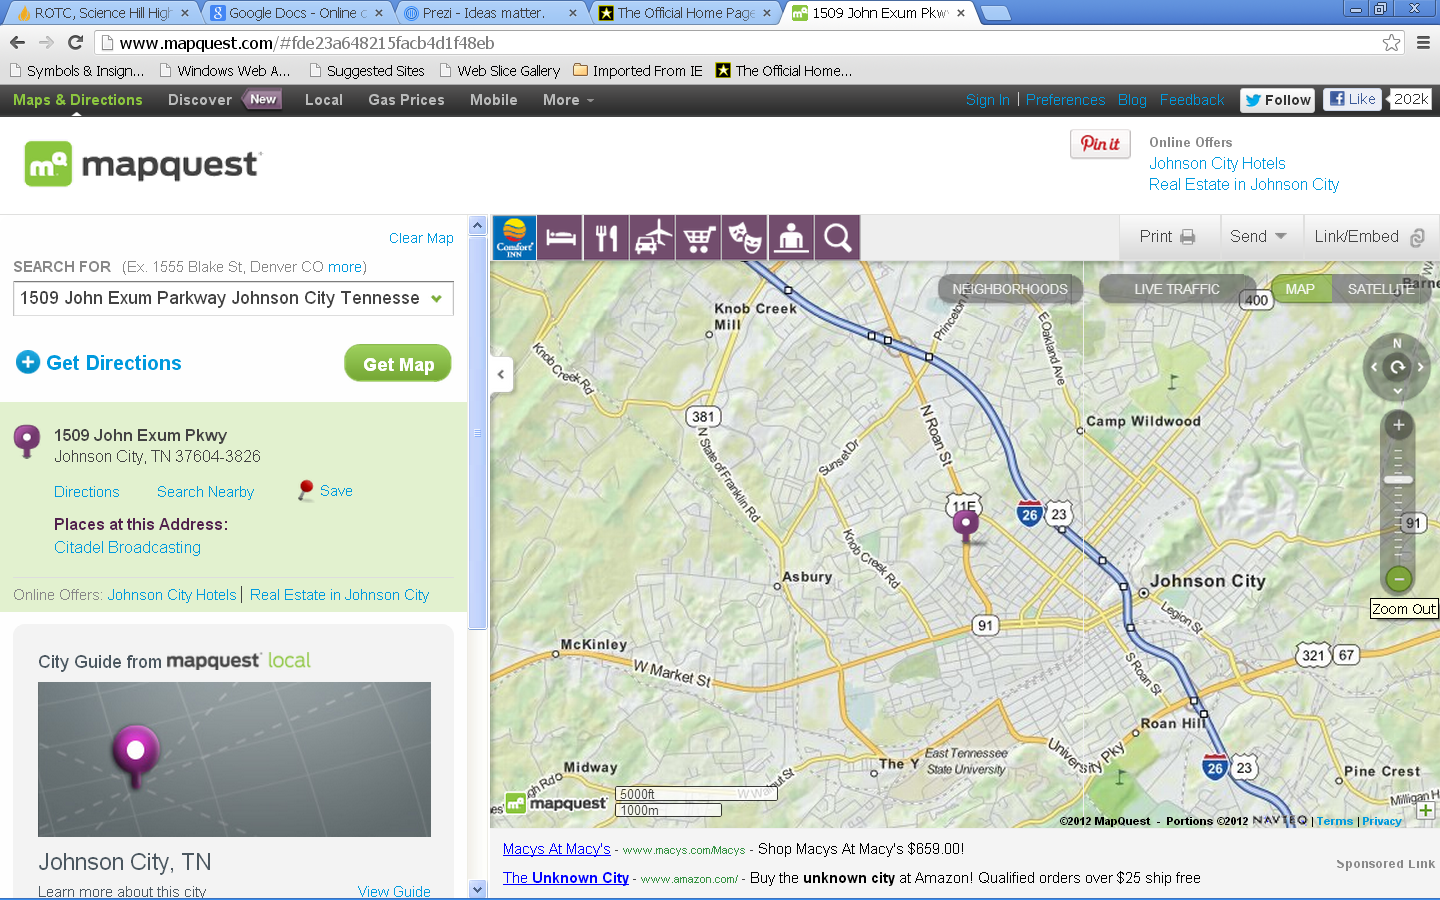 ROTC, Science Hill High
Google Docs - Online c
Prezi - Ideas matter.
The Official Home Page
1509 John Exum Pkwy
www.mapquest.com/#fde23a648215facb4d1f48eb
Symbols & Insign...
Windows Web A...
Suggested Sites
Web Slice Gallery
Imported From IE
The Official Home...
Maps & Directions
Discover
New
Local
Gas Prices
Mobile
More
Sign In | Preferences
Blog
Feedback
Follow
Like
202k
mapquest
Pin it
Online Offers
Johnson City Hotels
Real Estate in Johnson City
Clear Map
SEARCH FOR (Ex. 1555 Blake St, Denver CO more)
1509 John Exum Parkway Johnson City Tennesse
Get Directions
Get Map
1509 John Exum Pkwy
Johnson City, TN 37604-3826
Directions
Search Nearby
Save
Places at this Address:
Citadel Broadcasting
Online Offers: Johnson City Hotels | Real Estate in Johnson City
City Guide from mapquest local
Johnson City, TN
Learn more about this city
View Guide
Comfort
INN
Print
Send
Link/Embed
NEIGHBORHOODS
LIVE TRAFFIC
MAP
SATELLITE
400
N
Knob Creek
Mill
Knob Creek Rd
Princeton
E Oakland Ave
381
N State of Franklin Rd
Sunset Dr
N Roan St
Camp Wildwood
11E
26
23
91
Knob Creek Rd
Asbury
Johnson City
Zoom Out
91
Legion St
McKinley
W Market St
S Roan St
321
67
Roan Hill
University Pky
East Tennessee
State University
The Y
26
23
Midway
Pine Crest
Milligan H
mapquest
5000ft
1000m
©2012 MapQuest - Portions ©2012 NAVTEQ | Terms | Privacy
Macys At Macy's - www.macys.com/Macys - Shop Macys At Macy's $659.00!
Sponsored Link
The Unknown City - www.amazon.com/ - Buy the unknown city at Amazon! Qualified orders over $25 ship free